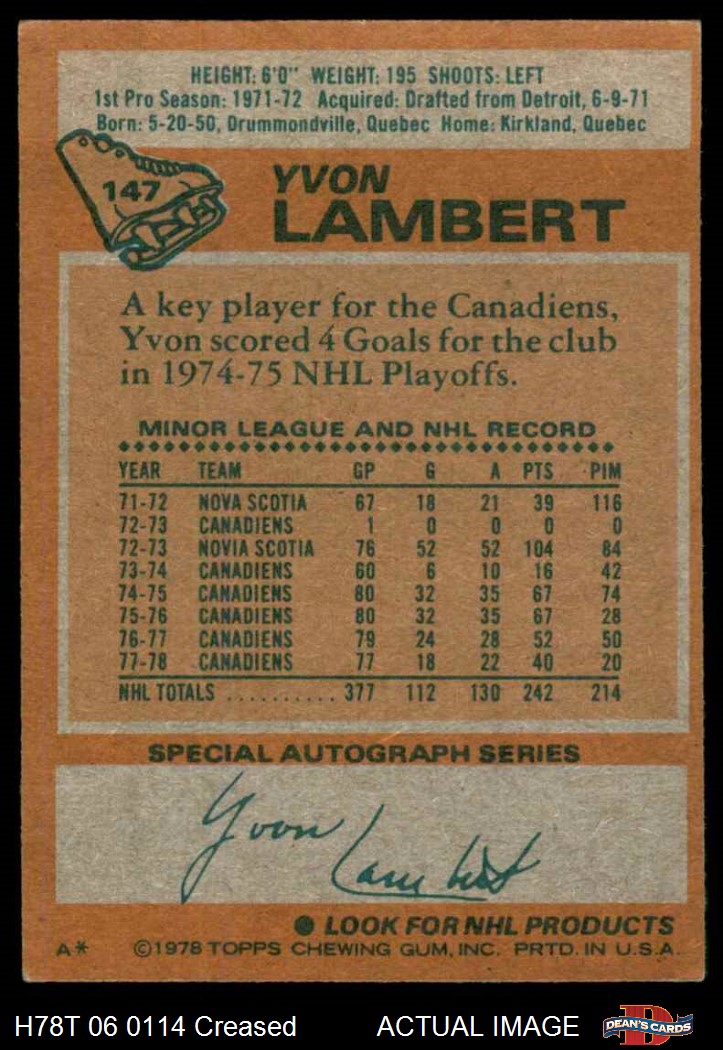 HEIGHT: 6'0" WEIGHT: 195 SHOOTS: LEFT
1st Pro Season: 1971-72 Acquired: Drafted from Detroit, 6-9-71
Born: 5-20-50, Drummondville, Quebec Home: Kirkland, Quebec
147
YVON
LAMBERT
A key player for the Canadiens,
Yvon scored 4 Goals for the club
in 1974-75 NHL Playoffs.
MINOR LEAGUE AND NHL RECORD
YEAR TEAM GP G A PTS PIM
71-72 NOVA SCOTIA 67 18 21 39 116
72-73 CANADIENS 1 0 0 0 0
72-73 NOVIA SCOTIA 76 52 52 104 84
73-74 CANADIENS 60 6 10 16 42
74-75 CANADIENS 80 32 35 67 74
75-76 CANADIENS 80 32 35 67 28
76-77 CANADIENS 79 24 28 52 50
77-78 CANADIENS 77 18 22 40 20
NHL TOTALS .......... 377 112 130 242 214
SPECIAL AUTOGRAPH SERIES
Yvon
Lambert
● LOOK FOR NHL PRODUCTS
A* ©1978 TOPPS CHEWING GUM, INC. PRTD. IN U.S.A.
H78T 06 0114 Creased ACTUAL IMAGE DEAN'S CARDS